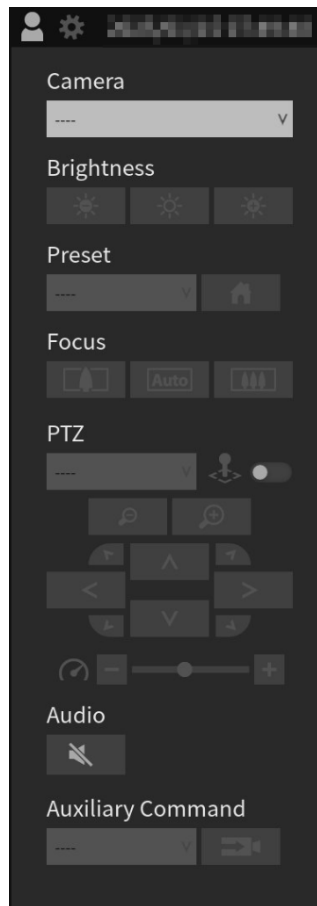 Camera
----
Brightness
Preset
----
Focus
Auto
PTZ
----
Audio
Auxiliary Command
----